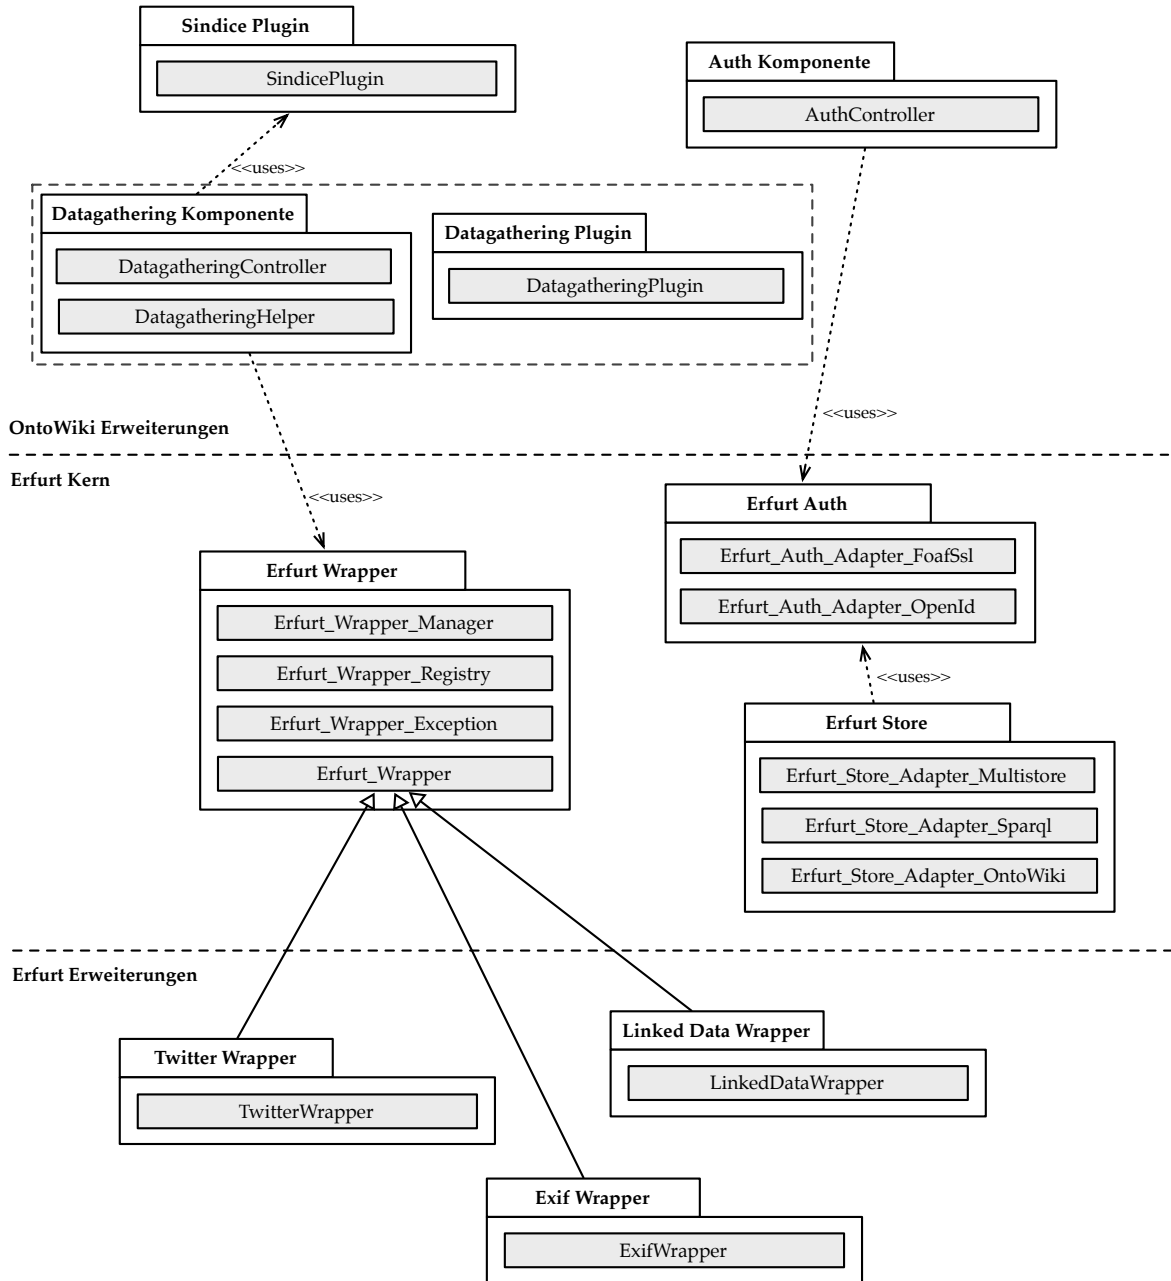 Sindice Plugin
SindicePlugin
Auth Komponente
AuthController
<<uses>>
Datagathering Komponente
DatagatheringController
DatagatheringHelper
Datagathering Plugin
DatagatheringPlugin
<<uses>>
OntoWiki Erweiterungen
Erfurt Kern
<<uses>>
Erfurt Auth
Erfurt_Auth_Adapter_FoafSsl
Erfurt_Auth_Adapter_OpenId
Erfurt Wrapper
Erfurt_Wrapper_Manager
Erfurt_Wrapper_Registry
Erfurt_Wrapper_Exception
Erfurt_Wrapper
<<uses>>
Erfurt Store
Erfurt_Store_Adapter_Multistore
Erfurt_Store_Adapter_Sparql
Erfurt_Store_Adapter_OntoWiki
Erfurt Erweiterungen
Twitter Wrapper
TwitterWrapper
Linked Data Wrapper
LinkedDataWrapper
Exif Wrapper
ExifWrapper